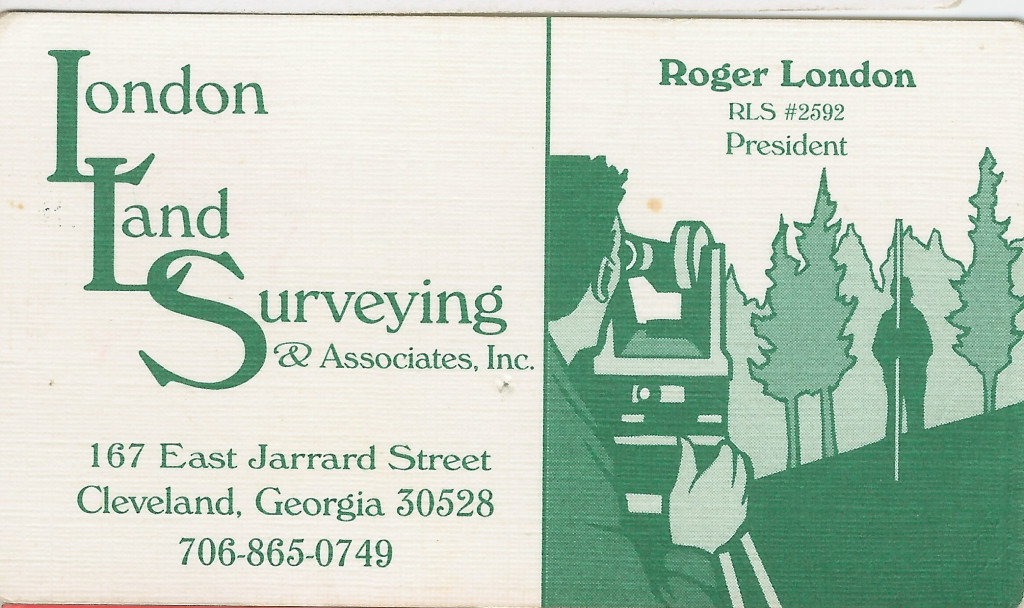 London
Land
Surveying
& Associates, Inc.
167 East Jarrard Street
Cleveland, Georgia 30528
706-865-0749
Roger London
RLS #2592
President